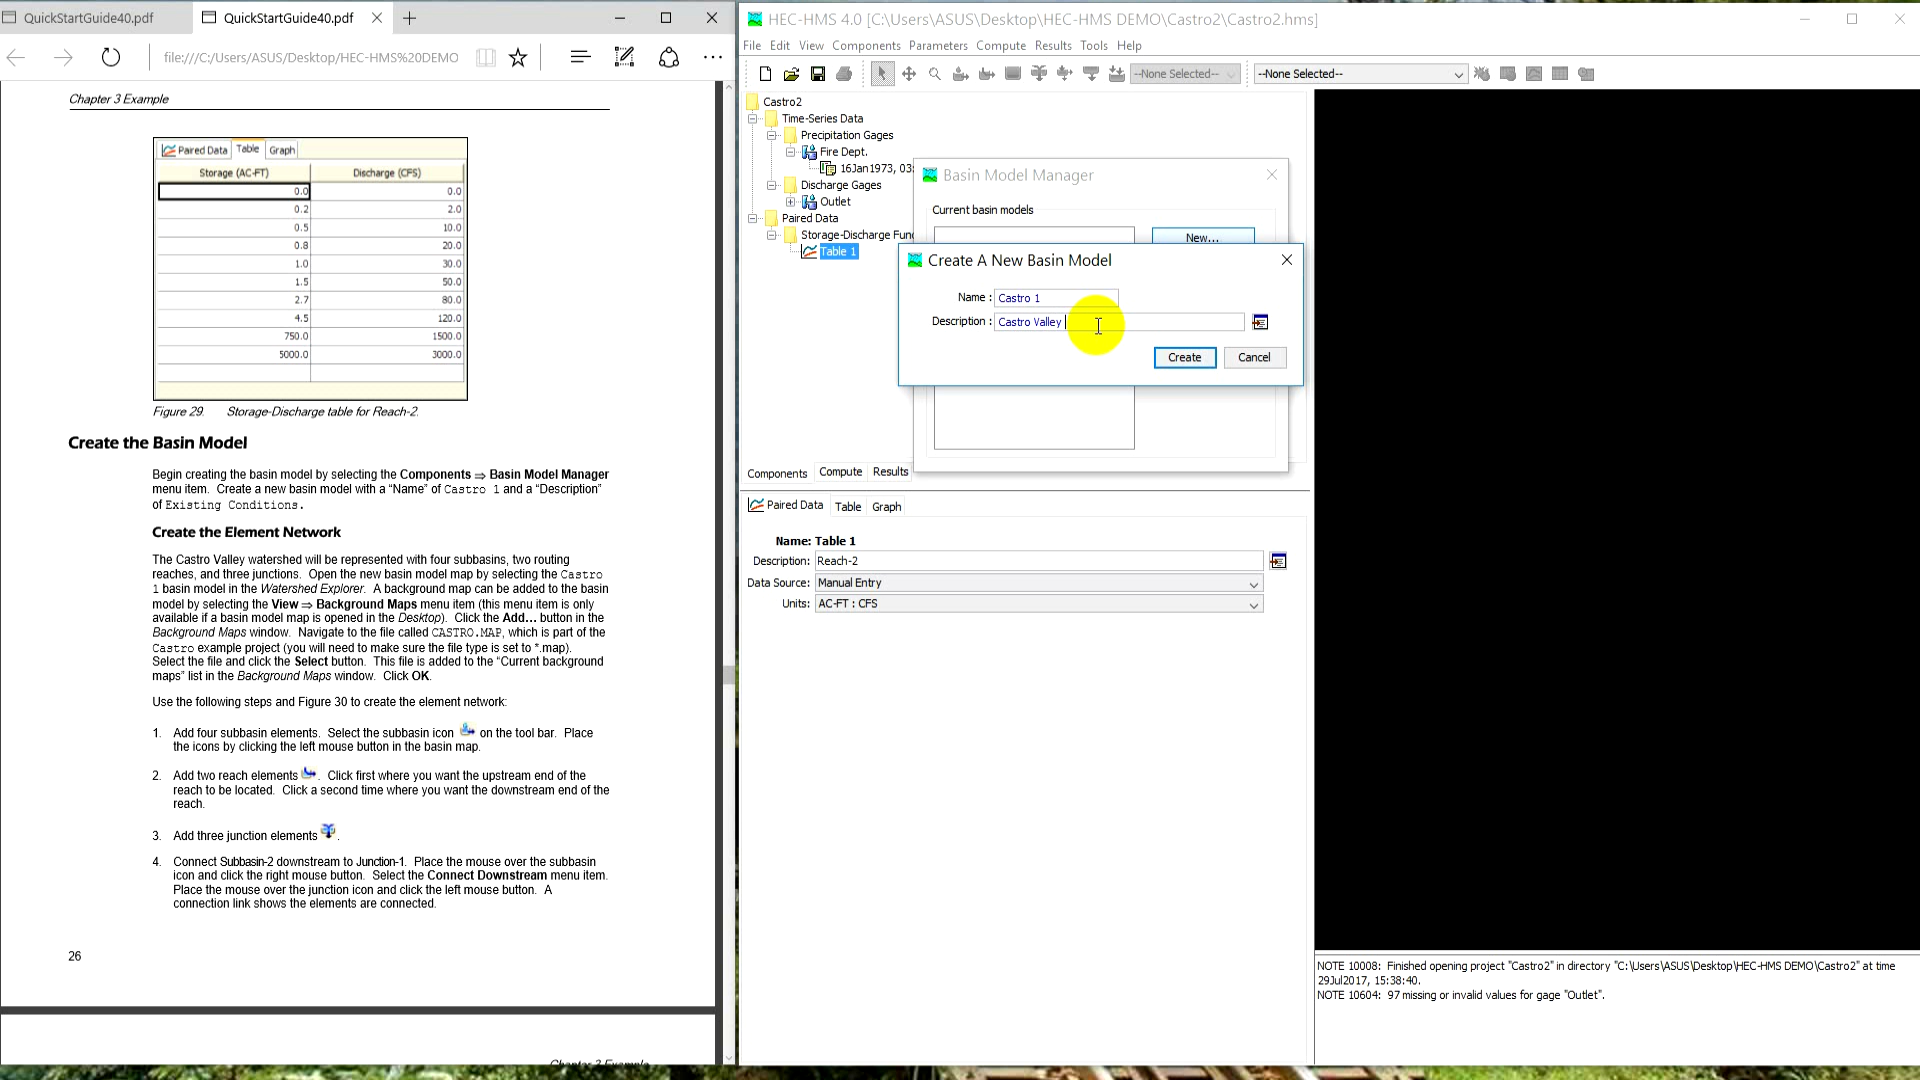 QuickStartGuide40.pdf
QuickStartGuide40.pdf
file:///C:/Users/ASUS/Desktop/HEC-HMS%20DEMO
Chapter 3 Example
Paired Data Table Graph
Storage (AC-FT) Discharge (CFS)
0.0 0.0
0.2 2.0
0.5 10.0
0.8 20.0
1.0 30.0
1.5 50.0
2.7 80.0
4.5 120.0
750.0 1500.0
5000.0 3000.0
Figure 29. Storage-Discharge table for Reach-2.
Create the Basin Model
Begin creating the basin model by selecting the Components ⇒ Basin Model Manager
menu item. Create a new basin model with a “Name” of Castro 1 and a “Description”
of Existing Conditions.
Create the Element Network
The Castro Valley watershed will be represented with four subbasins, two routing
reaches, and three junctions. Open the new basin model map by selecting the Castro
1 basin model in the Watershed Explorer. A background map can be added to the basin
model by selecting the View ⇒ Background Maps menu item (this menu item is only
available if a basin model map is opened in the Desktop). Click the Add... button in the
Background Maps window. Navigate to the file called CASTRO.MAP, which is part of the
Castro example project (you will need to make sure the file type is set to *.map).
Select the file and click the Select button. This file is added to the “Current background
maps” list in the Background Maps window. Click OK.
Use the following steps and Figure 30 to create the element network:
1. Add four subbasin elements. Select the subbasin icon on the tool bar. Place
the icons by clicking the left mouse button in the basin map.
2. Add two reach elements . Click first where you want the upstream end of the
reach to be located. Click a second time where you want the downstream end of the
reach.
3. Add three junction elements .
4. Connect Subbasin-2 downstream to Junction-1. Place the mouse over the subbasin
icon and click the right mouse button. Select the Connect Downstream menu item.
Place the mouse over the junction icon and click the left mouse button. A
connection link shows the elements are connected.
26
Chapter 3 Example
HEC-HMS 4.0 [C:\Users\ASUS\Desktop\HEC-HMS DEMO\Castro2\Castro2.hms]
File Edit View Components Parameters Compute Results Tools Help
--None Selected-- --None Selected--
Castro2
Time-Series Data
Precipitation Gages
Fire Dept.
16Jan1973, 03:
Discharge Gages
Outlet
Paired Data
Storage-Discharge Func
Table 1
Basin Model Manager
Current basin models
New...
Create A New Basin Model
Name : Castro 1
Description : Castro Valley
Create Cancel
Components Compute Results
Paired Data Table Graph
Name: Table 1
Description: Reach-2
Data Source: Manual Entry
Units: AC-FT : CFS
NOTE 10008: Finished opening project "Castro2" in directory "C:\Users\ASUS\Desktop\HEC-HMS DEMO\Castro2" at time
29Jul2017, 15:38:40.
NOTE 10604: 97 missing or invalid values for gage "Outlet".